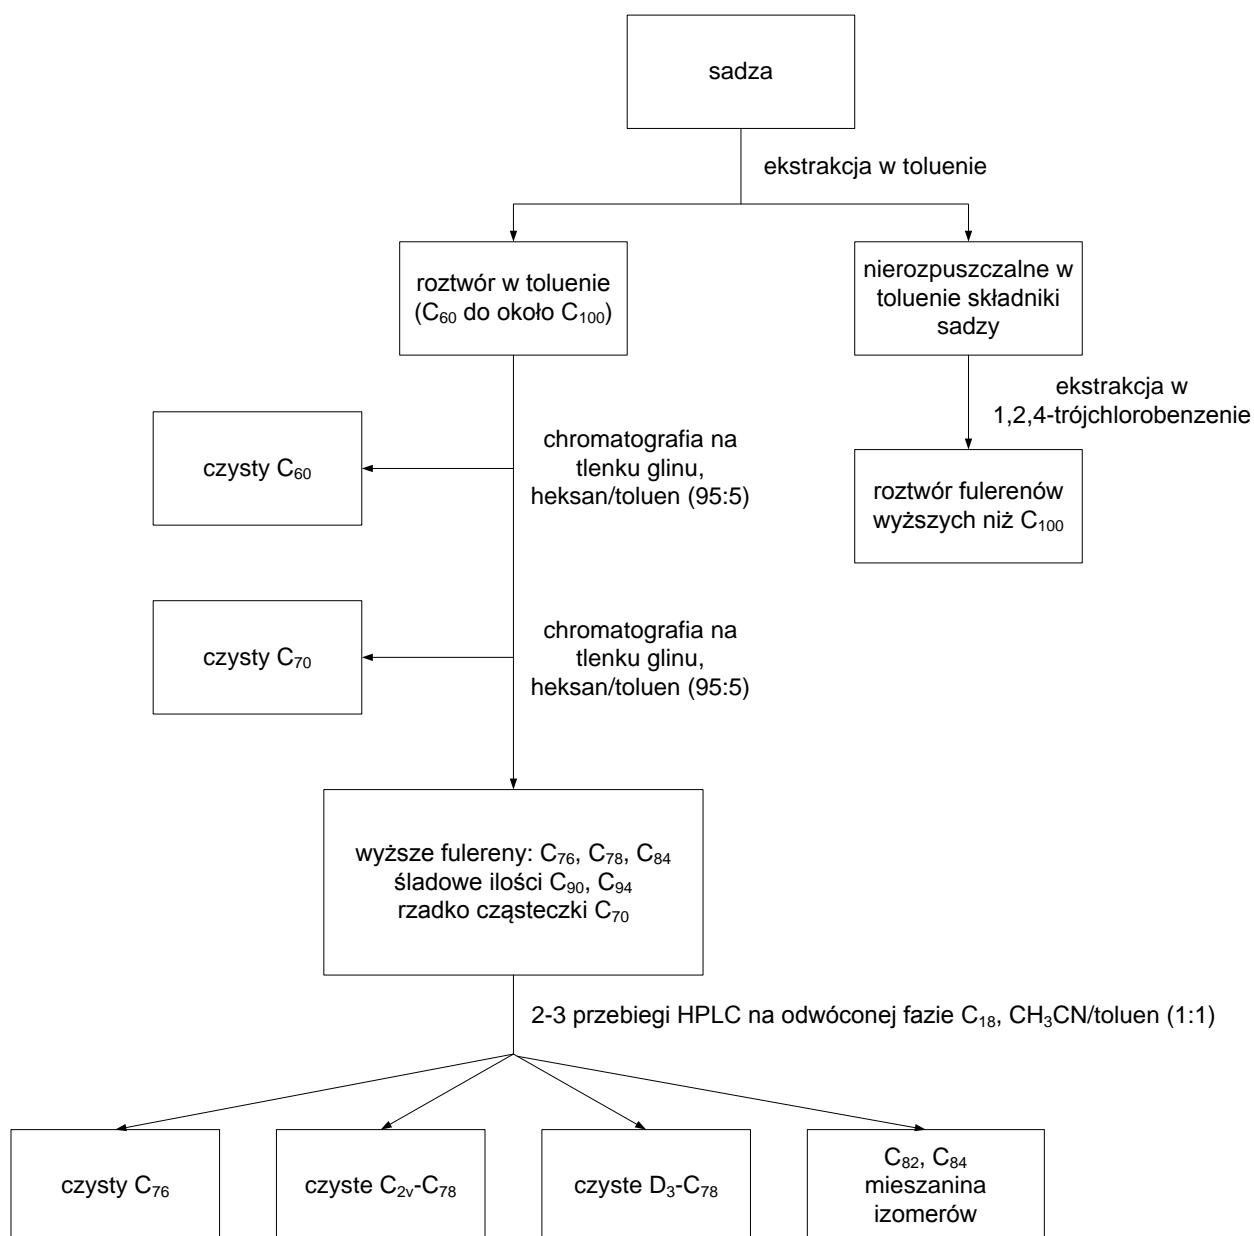 sadza
ekstrakcja w toluenie
roztwór w toluenie
(C₆₀ do około C₁₀₀)
nierozpuszczalne w
toluenie składniki
sadzy
ekstrakcja w
1,2,4-trójchlorobenzenie
czysty C₆₀
chromatografia na
tlenku glinu,
heksan/toluen (95:5)
roztwór fulerenów
wyższych niż C₁₀₀
czysty C₇₀
chromatografia na
tlenku glinu,
heksan/toluen (95:5)
wyższe fulereny: C₇₆, C₇₈, C₈₄
śladowe ilości C₉₀, C₉₄
rzadko cząsteczki C₇₀
2-3 przebiegi HPLC na odwóconej fazie C₁₈, CH₃CN/toluen (1:1)
czysty C₇₆
czyste C₂ᵥ-C₇₈
czyste D₃-C₇₈
C₈₂, C₈₄
mieszanina
izomerów